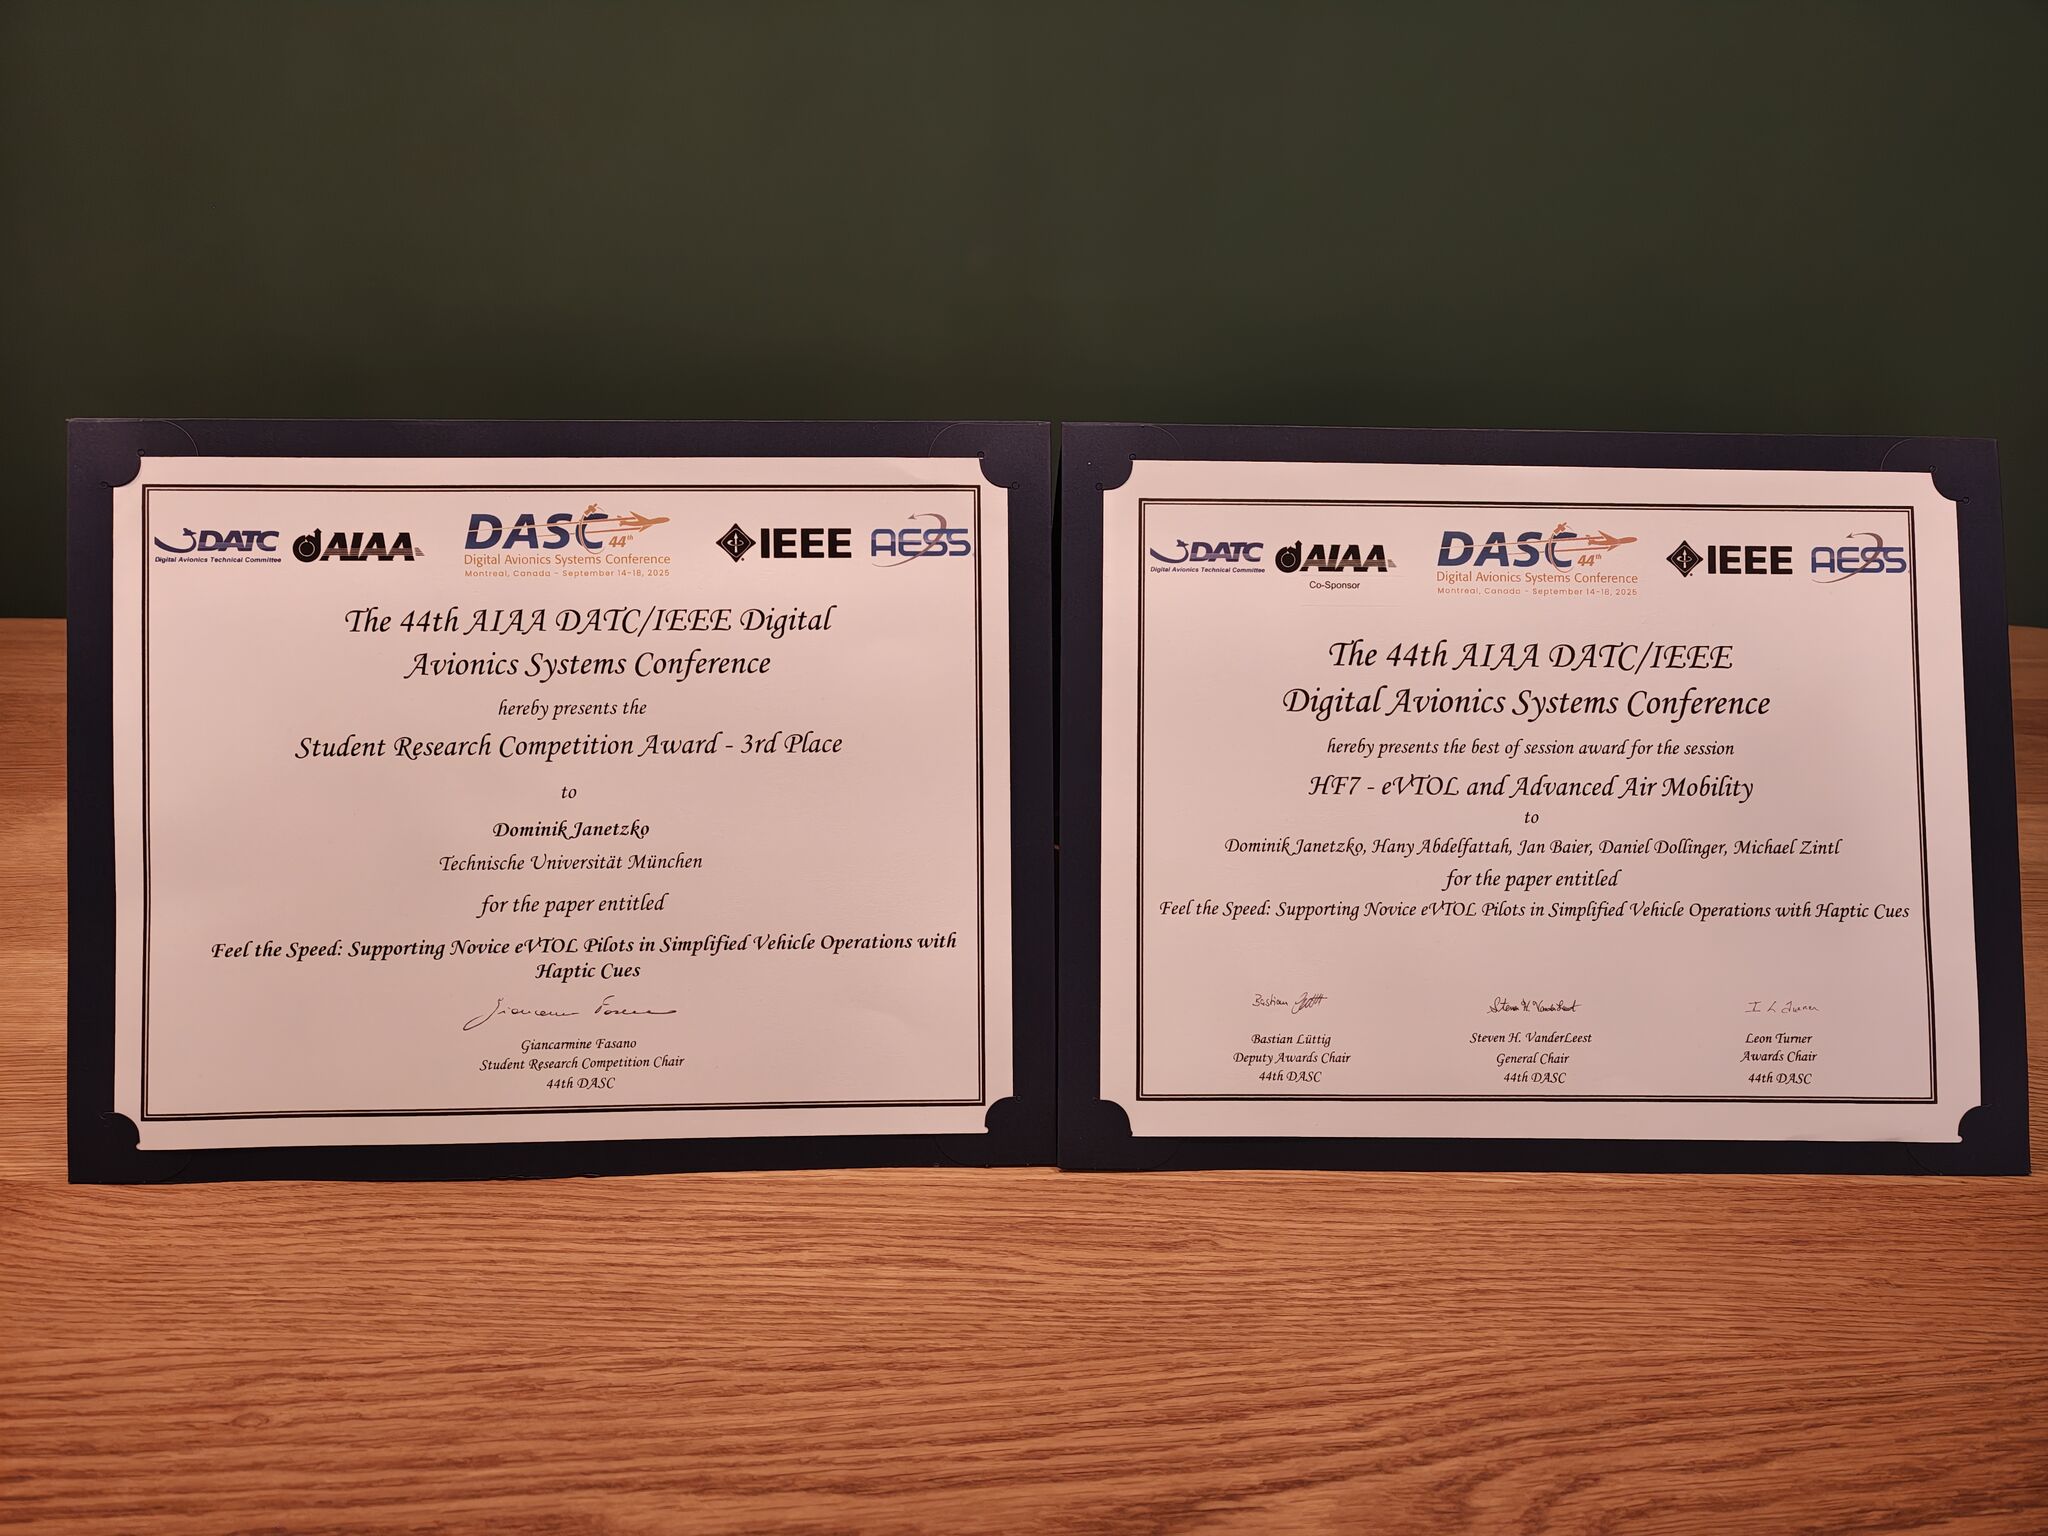 DATC
Digital Avionics Technical Committee
AIAA
DASC
44th
Digital Avionics Systems Conference
Montreal, Canada - September 14-18, 2025
IEEE
AESS
The 44th AIAA DATC/IEEE Digital
Avionics Systems Conference
hereby presents the
Student Research Competition Award - 3rd Place
to
Dominik Janetzko
Technische Universität München
for the paper entitled
Feel the Speed: Supporting Novice eVTOL Pilots in Simplified Vehicle Operations with
Haptic Cues
Giancarmine Fasano
Student Research Competition Chair
44th DASC
DATC
Digital Avionics Technical Committee
AIAA
Co-Sponsor
DASC
44th
Digital Avionics Systems Conference
Montreal, Canada - September 14-18, 2025
IEEE
AESS
The 44th AIAA DATC/IEEE
Digital Avionics Systems Conference
hereby presents the best of session award for the session
HF7 - eVTOL and Advanced Air Mobility
to
Dominik Janetzko, Hany Abdelfattah, Jan Baier, Daniel Dollinger, Michael Zintl
for the paper entitled
Feel the Speed: Supporting Novice eVTOL Pilots in Simplified Vehicle Operations with Haptic Cues
Bastian
Steven H. VanderLeest
I L Turner
Bastian Lüttig
Deputy Awards Chair
44th DASC
Steven H. VanderLeest
General Chair
44th DASC
Leon Turner
Awards Chair
44th DASC